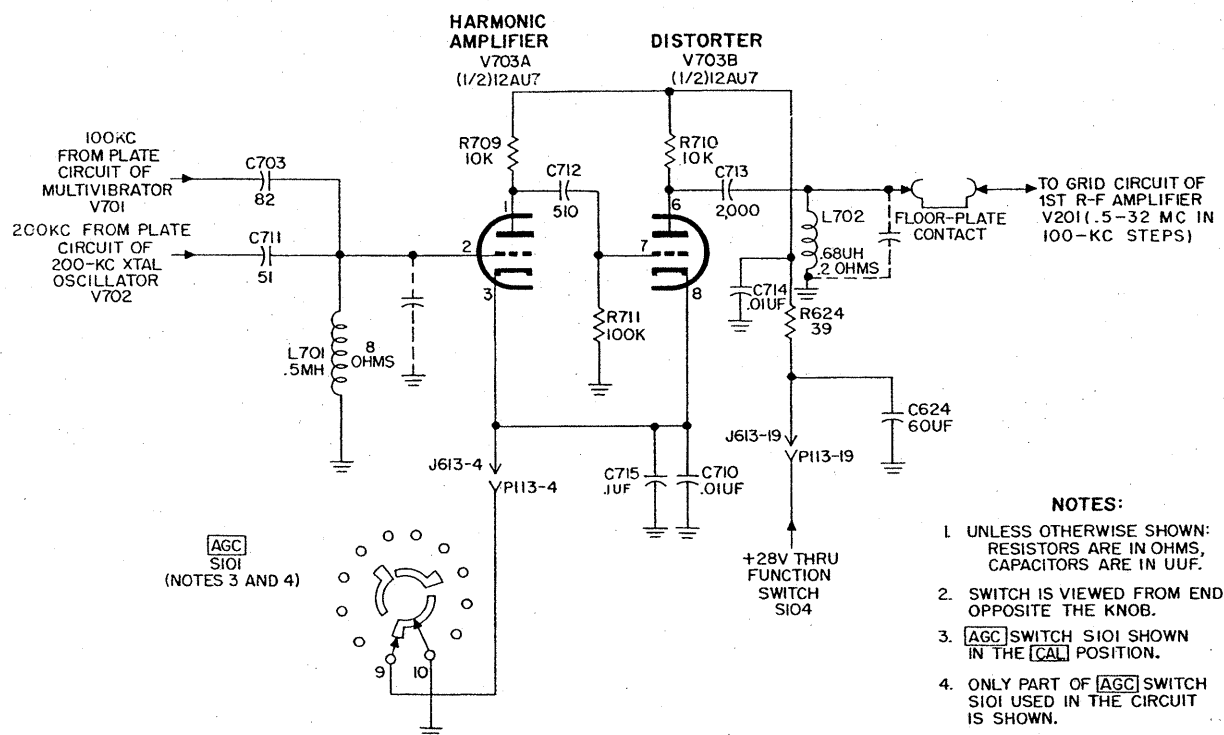 HARMONIC
AMPLIFIER
V703A
(1/2)12AU7
DISTORTER
V703B
(1/2)12AU7
100KC
FROM PLATE
CIRCUIT OF
MULTIVIBRATOR
V701
C703
82
200KC FROM PLATE
CIRCUIT OF
200-KC XTAL
OSCILLATOR
V702
C711
51
R709
10K
C712
510
R710
10K
C713
2,000
1
2
3
6
7
8
L702
.68UH
.2 OHMS
FLOOR-PLATE
CONTACT
TO GRID CIRCUIT OF
1ST R-F AMPLIFIER
V201(.5-32 MC IN
100-KC STEPS)
C714
.01UF
R711
100K
R624
39
L701
.5MH
8
OHMS
C624
60UF
J613-4
P113-4
C715
.1UF
C710
.01UF
J613-19
P113-19
+28V THRU
FUNCTION
SWITCH
S104
AGC
S101
(NOTES 3 AND 4)
9
10
NOTES:
1. UNLESS OTHERWISE SHOWN:
RESISTORS ARE IN OHMS,
CAPACITORS ARE IN UUF.
2. SWITCH IS VIEWED FROM END
OPPOSITE THE KNOB.
3. AGC SWITCH S101 SHOWN
IN THE CAL POSITION.
4. ONLY PART OF AGC SWITCH
S101 USED IN THE CIRCUIT
IS SHOWN.